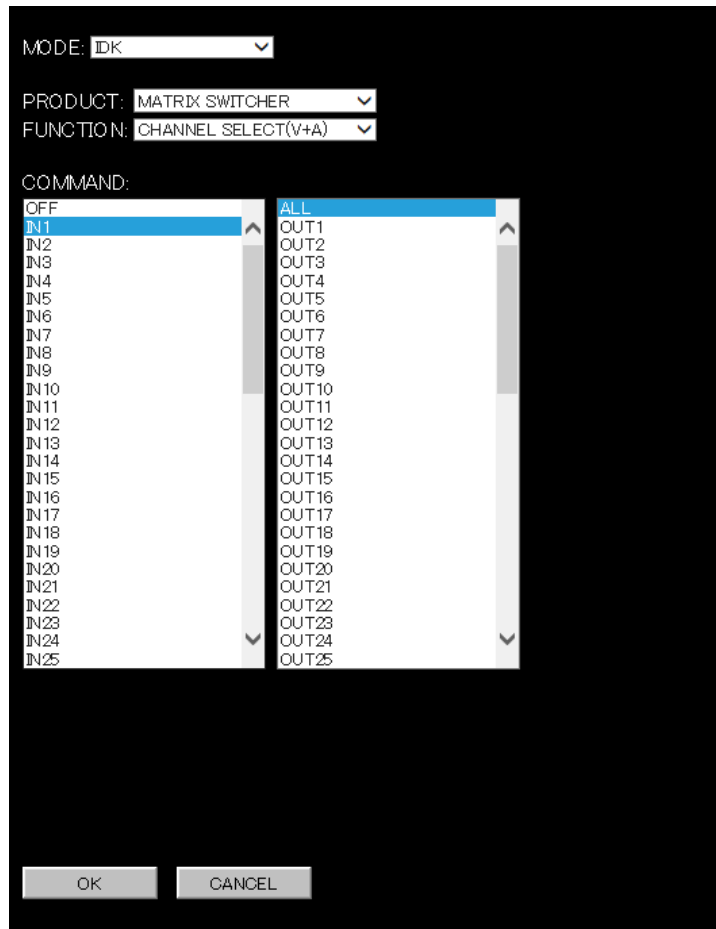 MODE: IDK
PRODUCT: MATRIX SWITCHER
FUNCTION: CHANNEL SELECT(V+A)
COMMAND:
OFF
IN1
IN2
IN3
IN4
IN5
IN6
IN7
IN8
IN9
IN10
IN11
IN12
IN13
IN14
IN15
IN16
IN17
IN18
IN19
IN20
IN21
IN22
IN23
IN24
IN25
ALL
OUT1
OUT2
OUT3
OUT4
OUT5
OUT6
OUT7
OUT8
OUT9
OUT10
OUT11
OUT12
OUT13
OUT14
OUT15
OUT16
OUT17
OUT18
OUT19
OUT20
OUT21
OUT22
OUT23
OUT24
OUT25
OK CANCEL